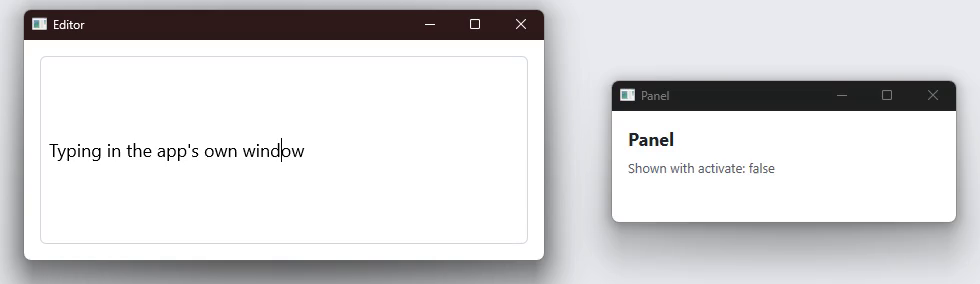 Editor
Typing in the app's own window
Panel
Panel
Shown with activate: false